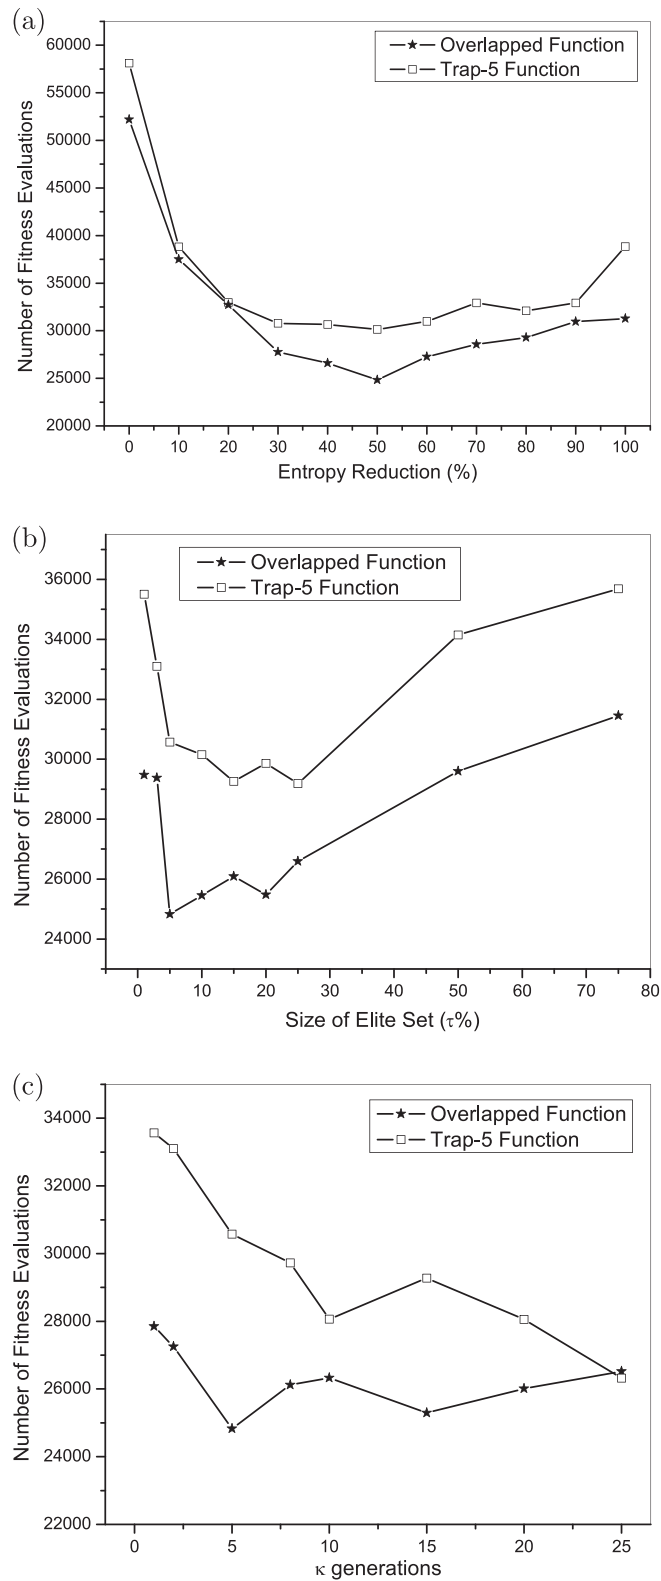 (a)
Overlapped Function
Trap-5 Function
60000
55000
50000
45000
40000
35000
30000
25000
20000
Number of Fitness Evaluations
0 10 20 30 40 50 60 70 80 90 100
Entropy Reduction (%)
(b)
Overlapped Function
Trap-5 Function
36000
34000
32000
30000
28000
26000
24000
Number of Fitness Evaluations
0 10 20 30 40 50 60 70 80
Size of Elite Set (τ%)
(c)
Overlapped Function
Trap-5 Function
34000
32000
30000
28000
26000
24000
22000
Number of Fitness Evaluations
0 5 10 15 20 25
κ generations